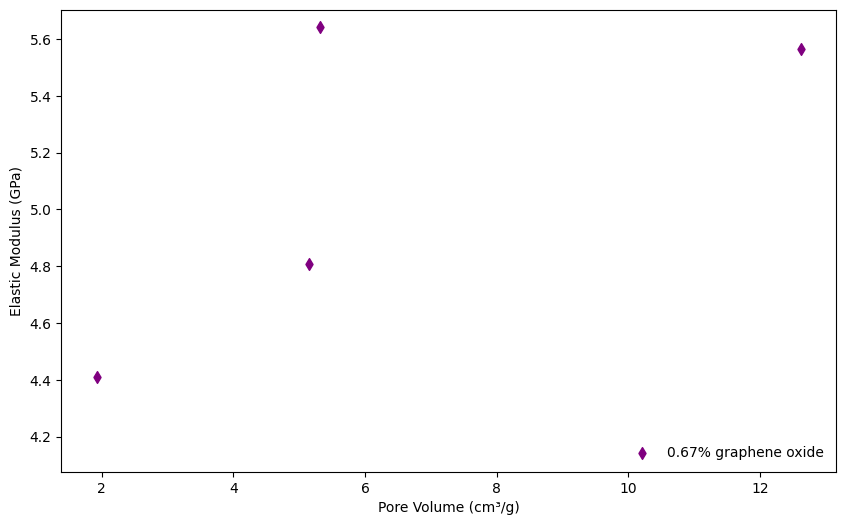 5.6
5.4
5.2
5.0
4.8
4.6
4.4
4.2
Elastic Modulus (GPa)
0.67% graphene oxide
2 4 6 8 10 12
Pore Volume (cm³/g)